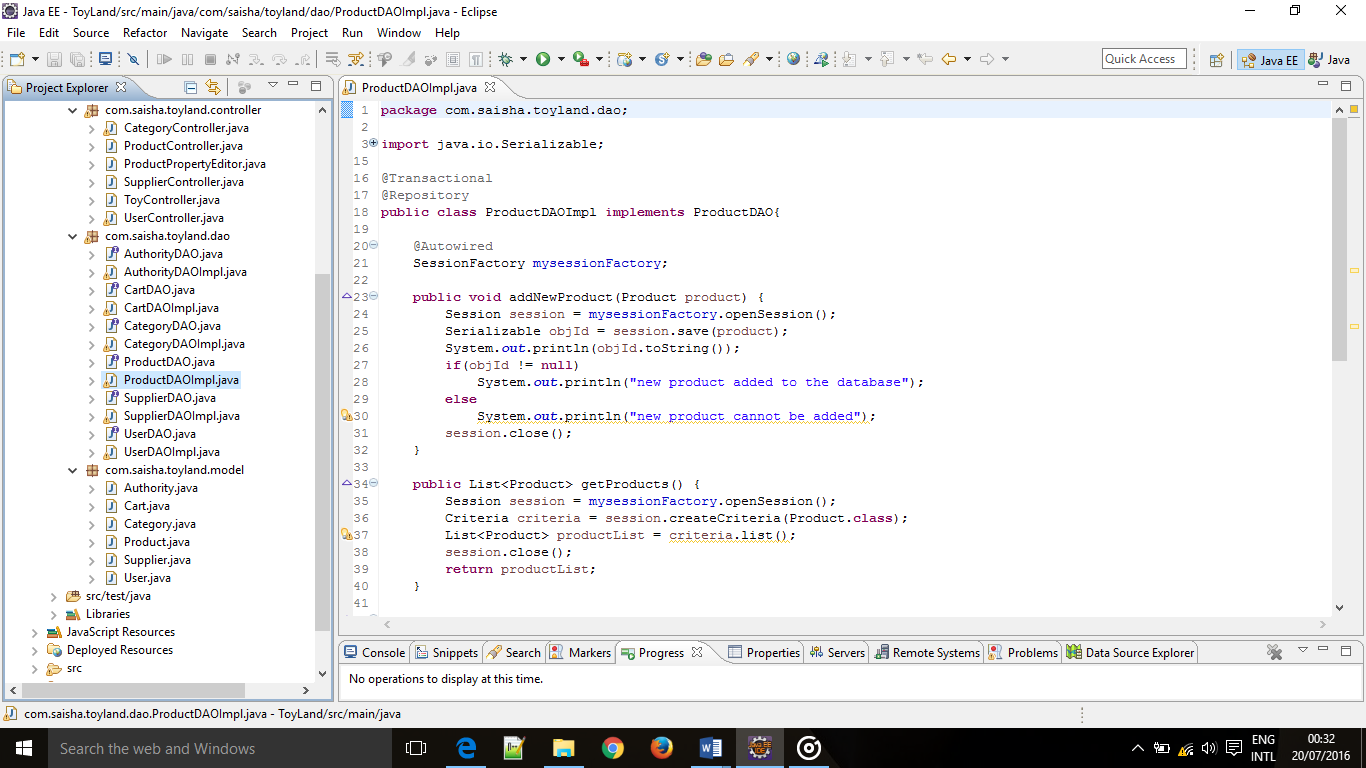 Java EE - ToyLand/src/main/java/com/saisha/toyland/dao/ProductDAOImpl.java - Eclipse
File Edit Source Refactor Navigate Search Project Run Window Help
Quick Access Java EE Java
Project Explorer
com.saisha.toyland.controller
CategoryController.java
ProductController.java
ProductPropertyEditor.java
SupplierController.java
ToyController.java
UserController.java
com.saisha.toyland.dao
AuthorityDAO.java
AuthorityDAOImpl.java
CartDAO.java
CartDAOImpl.java
CategoryDAO.java
CategoryDAOImpl.java
ProductDAO.java
ProductDAOImpl.java
SupplierDAO.java
SupplierDAOImpl.java
UserDAO.java
UserDAOImpl.java
com.saisha.toyland.model
Authority.java
Cart.java
Category.java
Product.java
Supplier.java
User.java
src/test/java
Libraries
JavaScript Resources
Deployed Resources
src
ProductDAOImpl.java
1 package com.saisha.toyland.dao;
2
3 import java.io.Serializable;
15
16 @Transactional
17 @Repository
18 public class ProductDAOImpl implements ProductDAO{
19
20 @Autowired
21 SessionFactory mysessionFactory;
22
23 public void addNewProduct(Product product) {
24 Session session = mysessionFactory.openSession();
25 Serializable objId = session.save(product);
26 System.out.println(objId.toString());
27 if(objId != null)
28 System.out.println("new product added to the database");
29 else
30 System.out.println("new product cannot be added");
31 session.close();
32 }
33
34 public List<Product> getProducts() {
35 Session session = mysessionFactory.openSession();
36 Criteria criteria = session.createCriteria(Product.class);
37 List<Product> productList = criteria.list();
38 session.close();
39 return productList;
40 }
41
Console Snippets Search Markers Progress Properties Servers Remote Systems Problems Data Source Explorer
No operations to display at this time.
com.saisha.toyland.dao.ProductDAOImpl.java - ToyLand/src/main/java
Search the web and Windows
ENG
INTL
00:32
20/07/2016